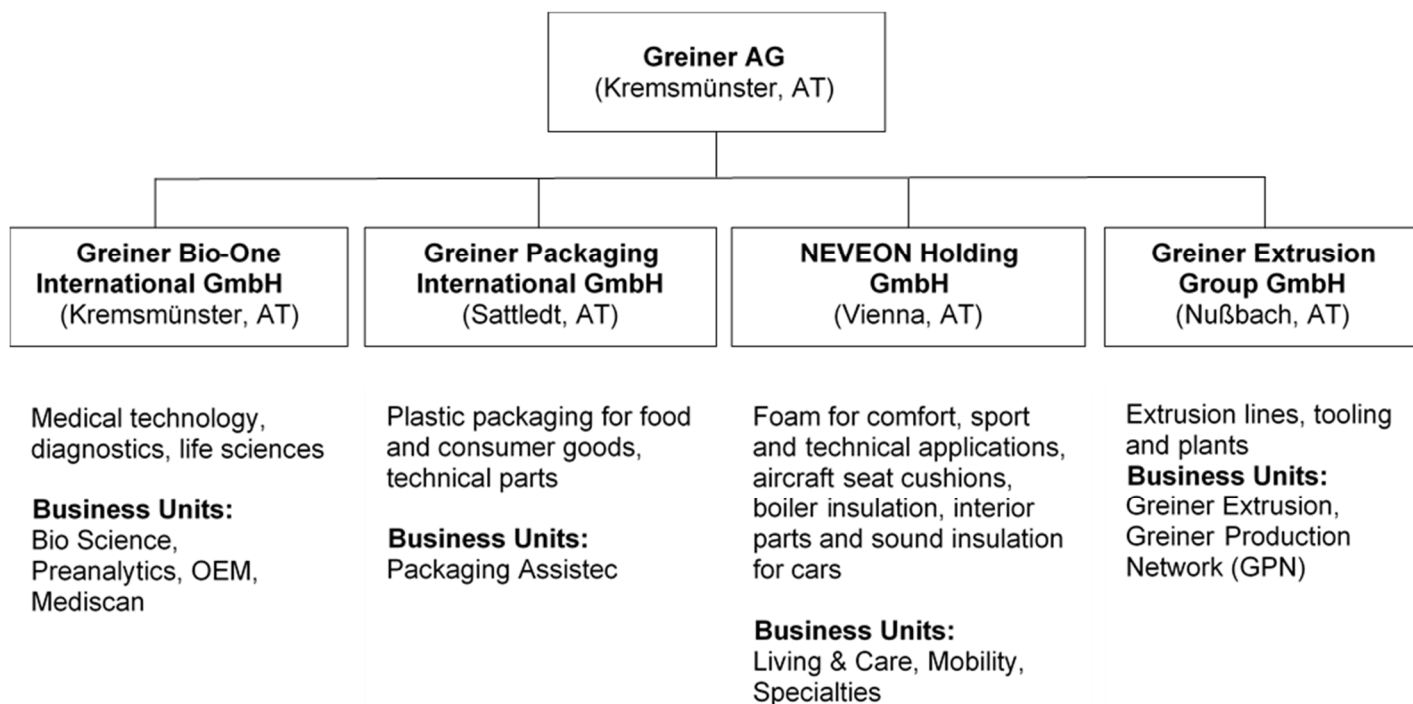 Greiner AG
(Kremsmünster, AT)
Greiner Bio-One
International GmbH
(Kremsmünster, AT)
Medical technology,
diagnostics, life sciences
Business Units:
Bio Science,
Preanalytics, OEM,
Mediscan
Greiner Packaging
International GmbH
(Sattledt, AT)
Plastic packaging for food
and consumer goods,
technical parts
Business Units:
Packaging Assistec
NEVEON Holding
GmbH
(Vienna, AT)
Foam for comfort, sport
and technical applications,
aircraft seat cushions,
boiler insulation, interior
parts and sound insulation
for cars
Business Units:
Living & Care, Mobility,
Specialties
Greiner Extrusion
Group GmbH
(Nußbach, AT)
Extrusion lines, tooling
and plants
Business Units:
Greiner Extrusion,
Greiner Production
Network (GPN)